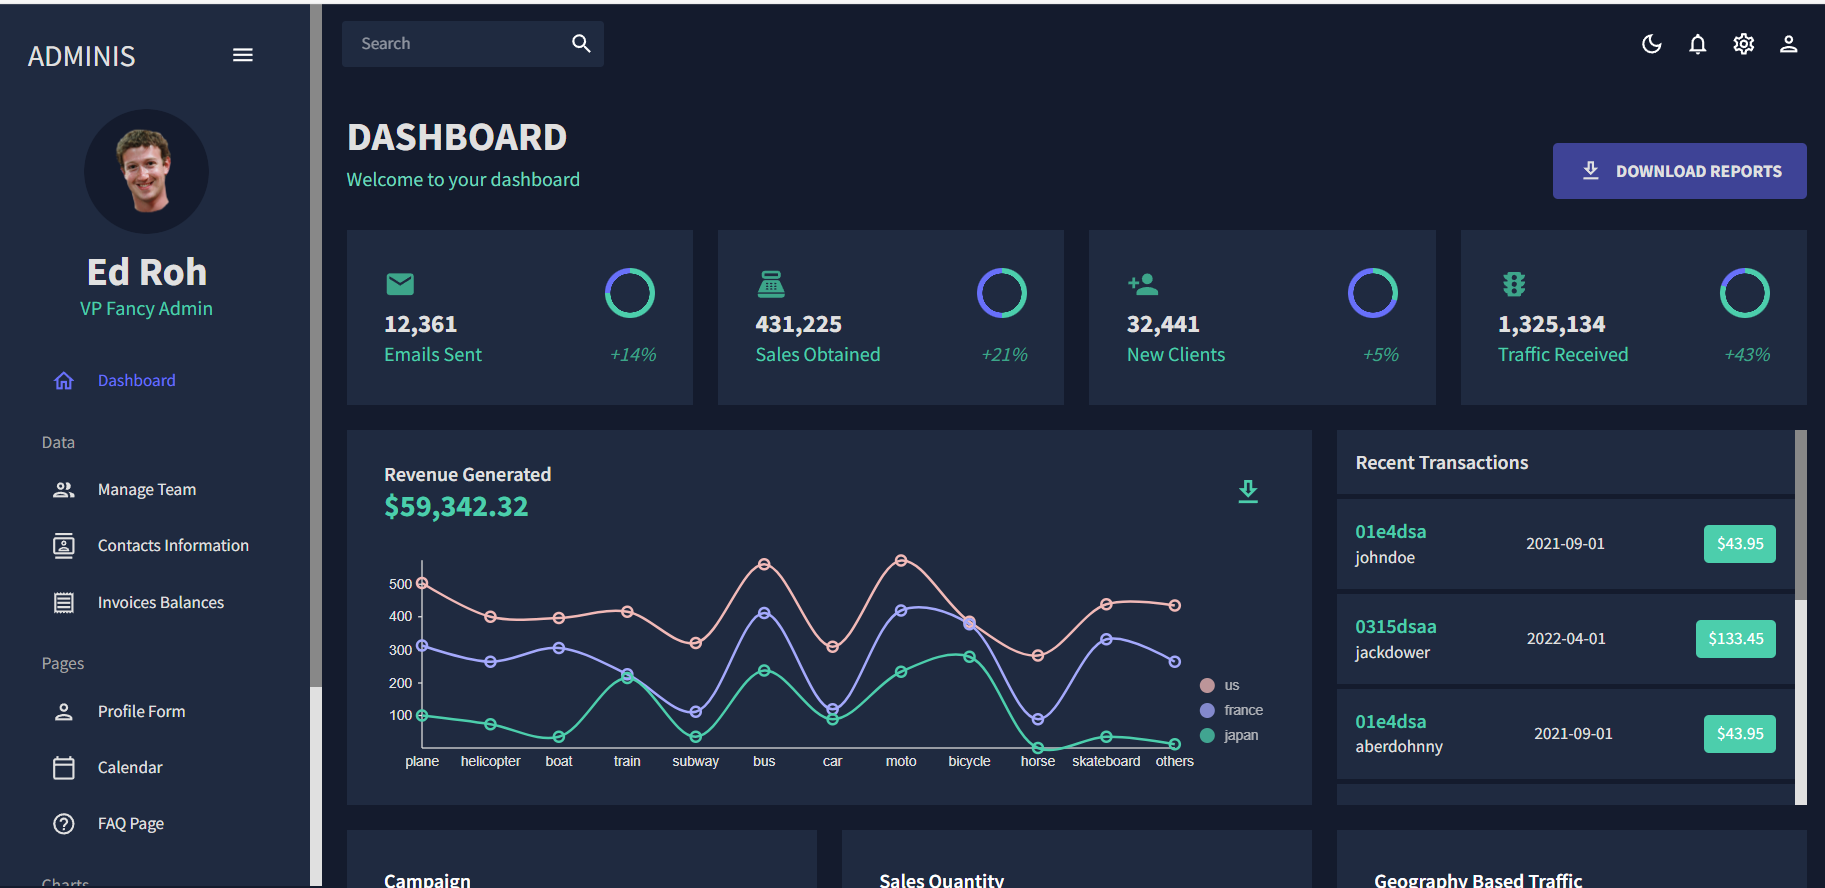 ADMINIS
Ed Roh
VP Fancy Admin
Dashboard
Data
Manage Team
Contacts Information
Invoices Balances
Pages
Profile Form
Calendar
FAQ Page
Charts
Search
DASHBOARD
Welcome to your dashboard
DOWNLOAD REPORTS
12,361
Emails Sent +14%
431,225
Sales Obtained +21%
32,441
New Clients +5%
1,325,134
Traffic Received +43%
Revenue Generated
$59,342.32
500
400
300
200
100
plane helicopter boat train subway bus car moto bicycle horse skateboard others
us
france
japan
Recent Transactions
01e4dsa
johndoe
2021-09-01
$43.95
0315dsaa
jackdower
2022-04-01
$133.45
01e4dsa
aberdohnny
2021-09-01
$43.95
Campaign
Sales Quantity
Geography Based Traffic